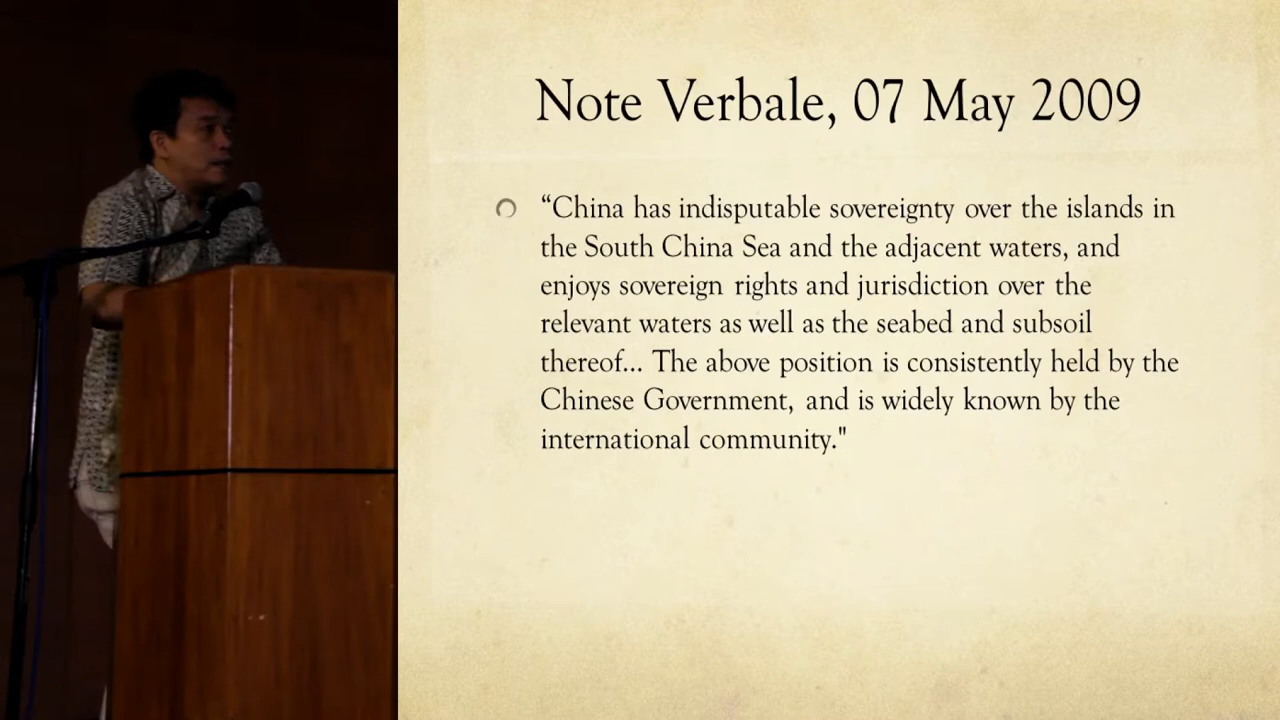 Note Verbale, 07 May 2009
“China has indisputable sovereignty over the islands in
the South China Sea and the adjacent waters, and
enjoys sovereign rights and jurisdiction over the
relevant waters as well as the seabed and subsoil
thereof... The above position is consistently held by the
Chinese Government, and is widely known by the
international community."